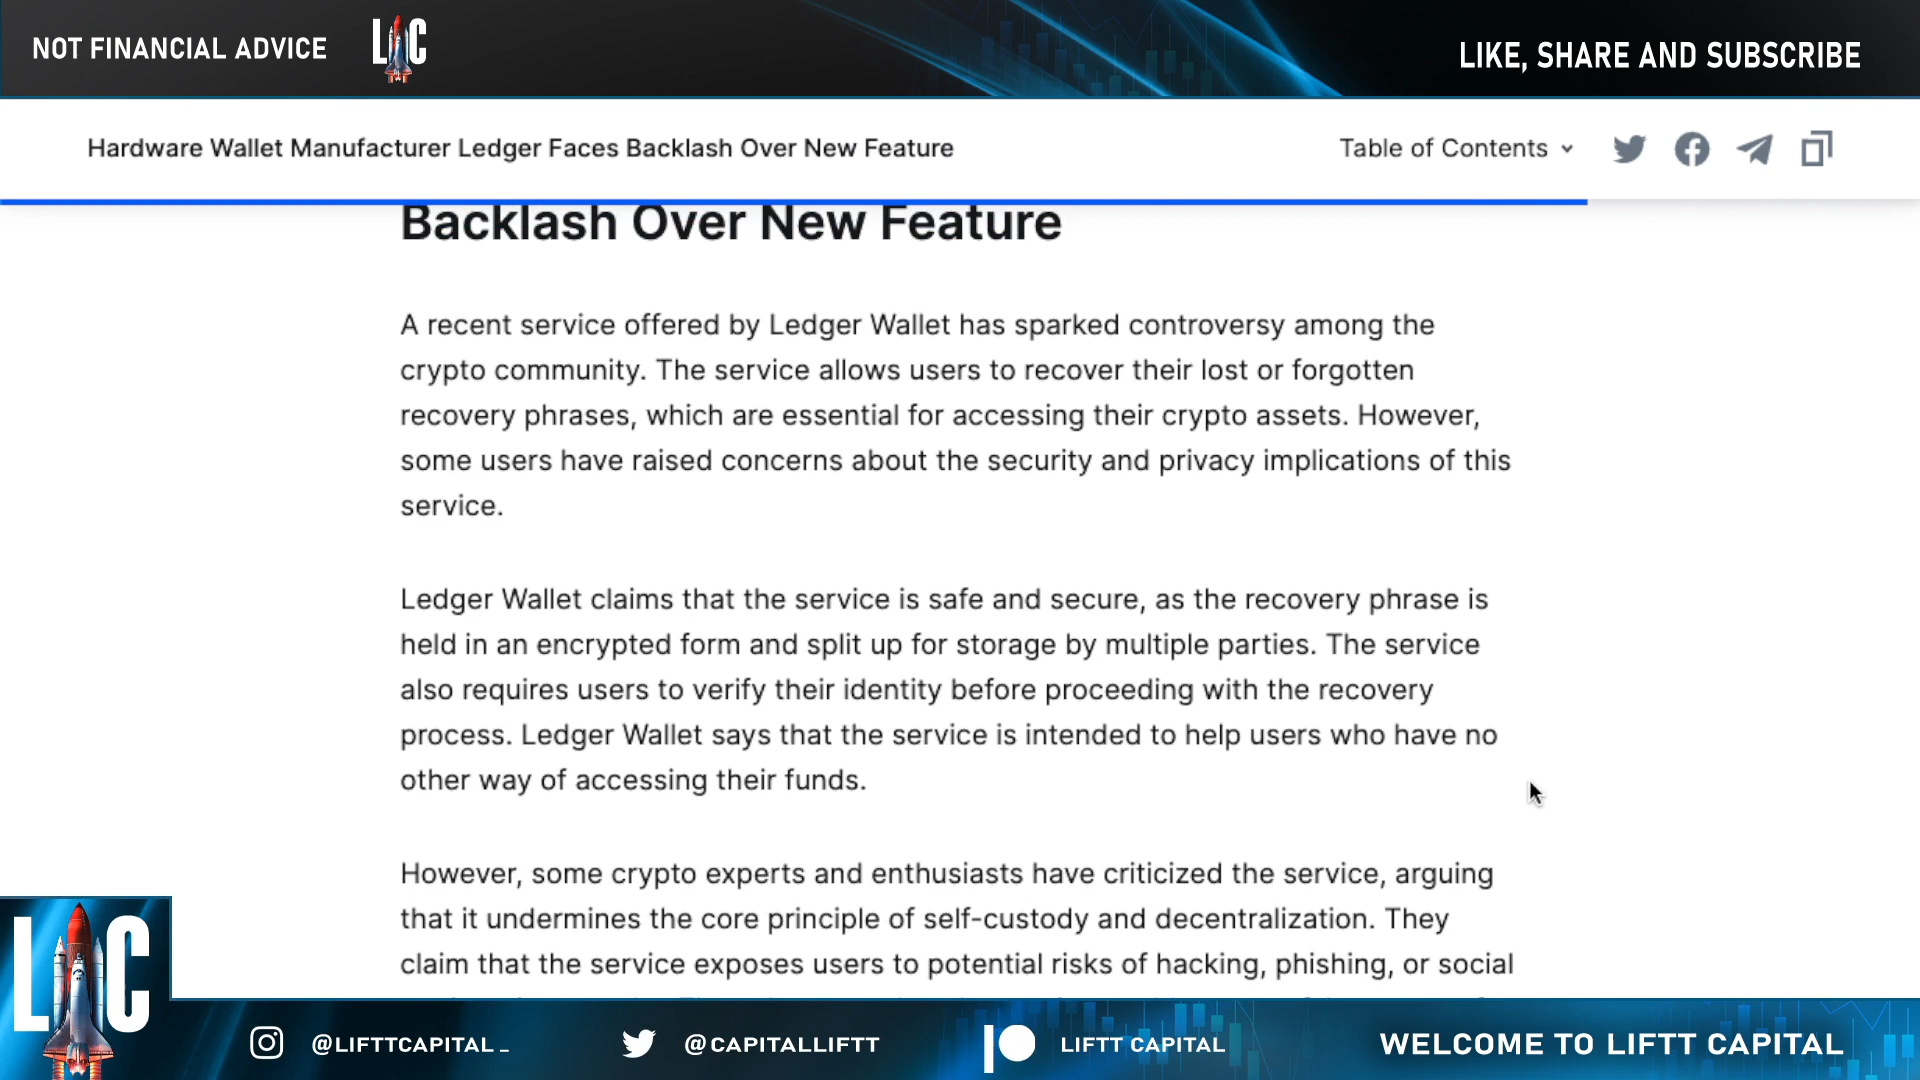 NOT FINANCIAL ADVICE
LC
LIKE, SHARE AND SUBSCRIBE
Hardware Wallet Manufacturer Ledger Faces Backlash Over New Feature
Table of Contents
Backlash Over New Feature
A recent service offered by Ledger Wallet has sparked controversy among the
crypto community. The service allows users to recover their lost or forgotten
recovery phrases, which are essential for accessing their crypto assets. However,
some users have raised concerns about the security and privacy implications of this
service.
Ledger Wallet claims that the service is safe and secure, as the recovery phrase is
held in an encrypted form and split up for storage by multiple parties. The service
also requires users to verify their identity before proceeding with the recovery
process. Ledger Wallet says that the service is intended to help users who have no
other way of accessing their funds.
However, some crypto experts and enthusiasts have criticized the service, arguing
that it undermines the core principle of self-custody and decentralization. They
claim that the service exposes users to potential risks of hacking, phishing, or social
LC
@LIFTTCAPITAL_
@CAPITALLIFTT
LIFTT CAPITAL
WELCOME TO LIFTT CAPITAL